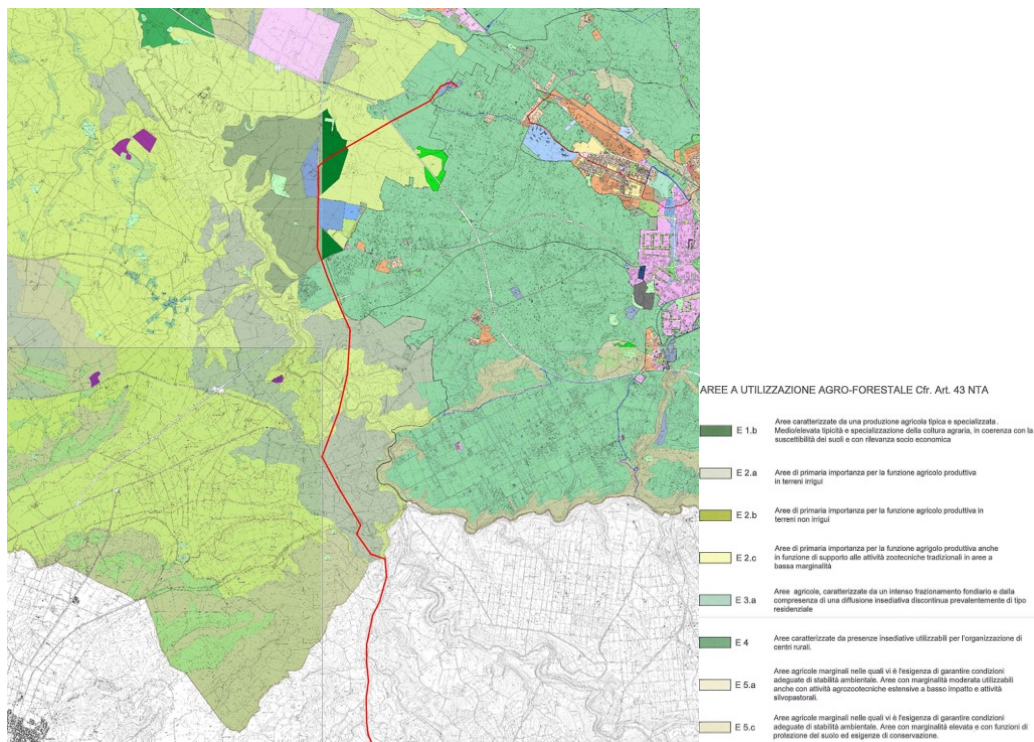 AREE A UTILIZZAZIONE AGRO-FORESTALE Cfr. Art. 43 NTA
E 1.b
Aree caratterizzate da una produzione agricola tipica e specializzata.
Medio/elevata tipicità e specializzazione della coltura agraria, in coerenza con la
suscettibilità dei suoli e con rilevanza socio economica
E 2.a
Aree di primaria importanza per la funzione agricolo produttiva
in terreni irrigui
E 2.b
Aree di primaria importanza per la funzione agricolo produttiva in
terreni non irrigui
E 2.c
Aree di primaria importanza per la funzione agrigolo produttiva anche
in funzione di supporto alle attività zootecniche tradizionali in aree a
bassa marginalità
E 3.a
Aree agricole, caratterizzate da un intenso frazionamento fondiario e dalla
compresenza di una diffusione insediativa discontinua prevalentemente di tipo
residenziale
E 4
Aree caratterizzate da presenze insediative utilizzabili per l'organizzazione di
centri rurali.
E 5.a
Aree agricole marginali nelle quali vi è l'esigenza di garantire condizioni
adeguate di stabilità ambientale. Aree con marginalità moderata utilizzabili
anche con attività agrozootecniche estensive a basso impatto e attività
silvopastorali.
E 5.c
Aree agricole marginali nelle quali vi è l'esigenza di garantire condizioni
adeguate di stabilità ambientale. Aree con marginalità elevata e con funzioni di
protezione del suolo ed esigenze di conservazione.